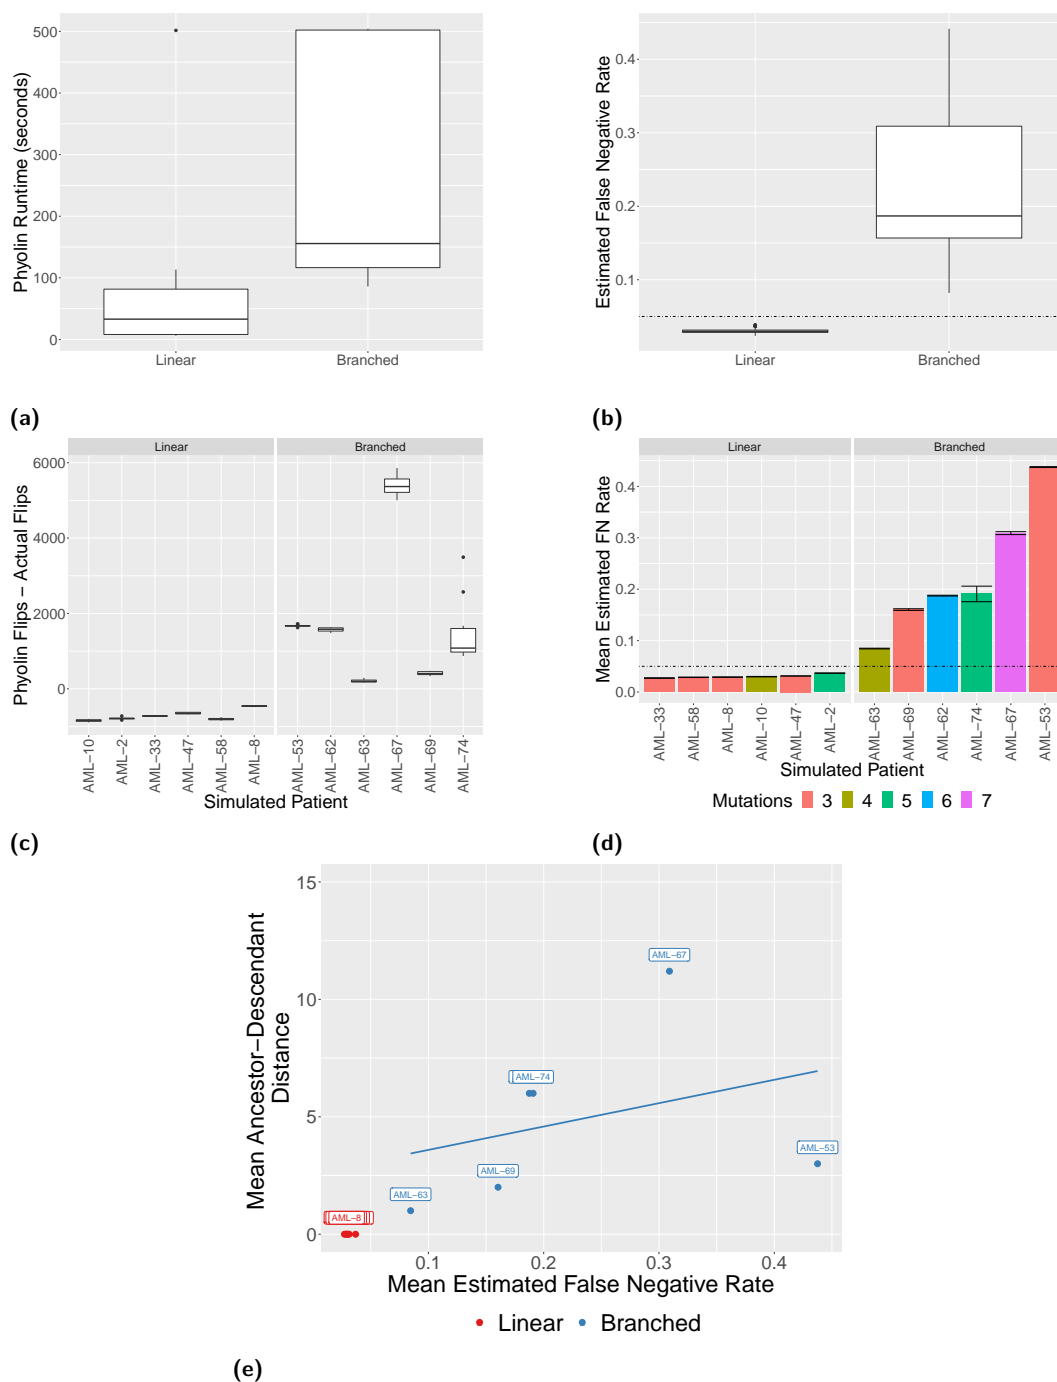 Phyolin Runtime (seconds)
500
400
300
200
100
0
Linear
Branched
(a)
Estimated False Negative Rate
0.4
0.3
0.2
0.1
Linear
Branched
(b)
Linear
Branched
Phyolin Flips − Actual Flips
6000
4000
2000
0
AML−10
AML−2
AML−33
AML−47
AML−58
AML−8
AML−53
AML−62
AML−63
AML−67
AML−69
AML−74
Simulated Patient
(c)
Linear
Branched
Mean Estimated FN Rate
0.4
0.3
0.2
0.1
0.0
AML−33
AML−58
AML−8
AML−10
AML−47
AML−2
AML−63
AML−69
AML−62
AML−74
AML−67
AML−53
Simulated Patient
Mutations 3 4 5 6 7
(d)
Mean Ancestor−Descendant
Distance
15
10
5
0
AML−67
AML−74
AML−53
AML−69
AML−63
AML−8
0.1
0.2
0.3
0.4
Mean Estimated False Negative Rate
Linear Branched
(e)